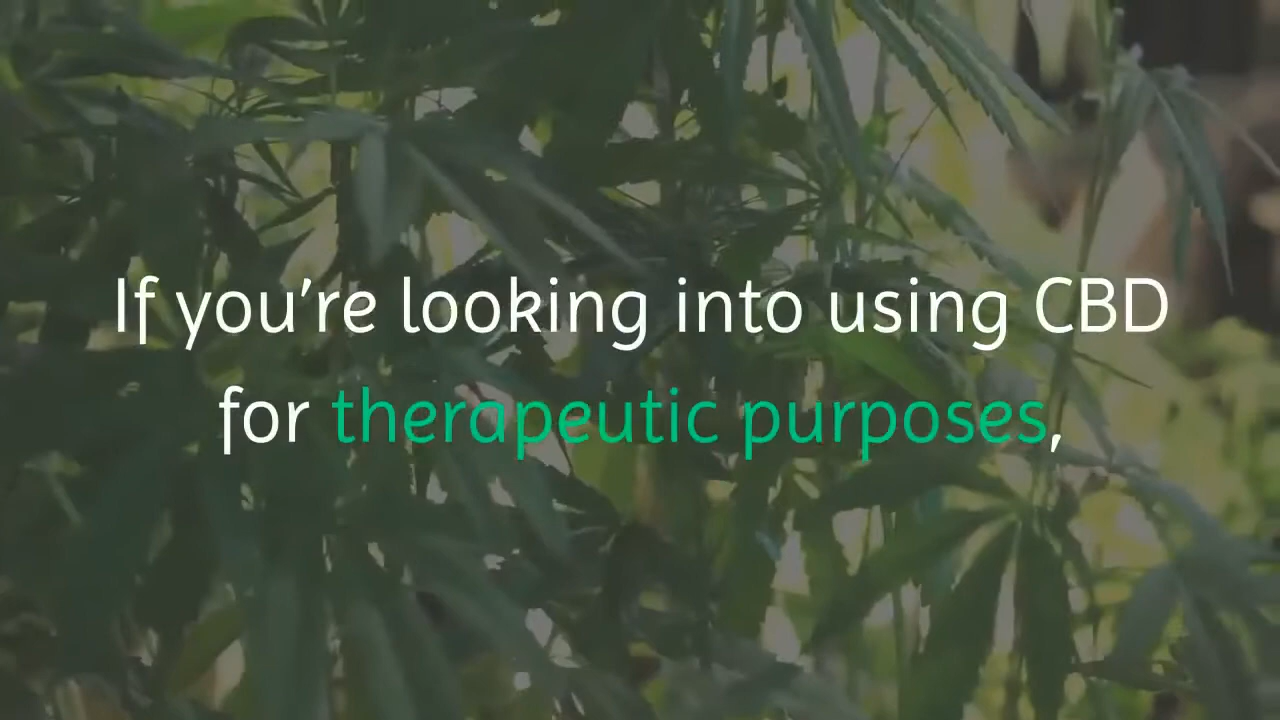 If you’re looking into using CBD
for therapeutic purposes,